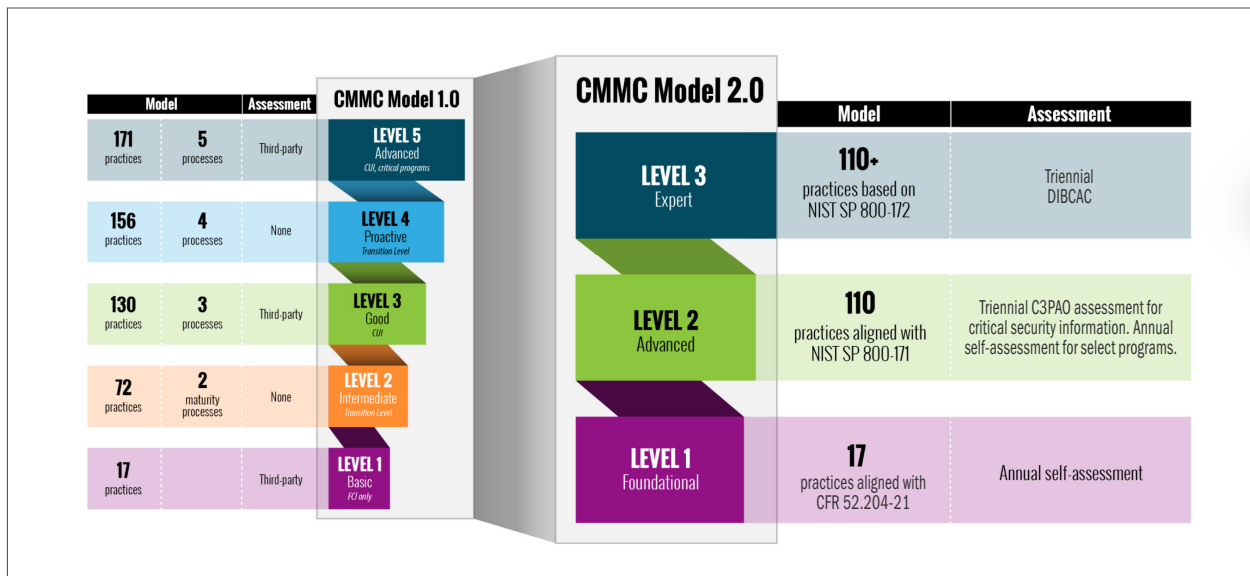 CMMC Model 1.0
Model
Assessment
171
practices
5
processes
Third-party
LEVEL 5
Advanced
CUI, critical programs
156
practices
4
processes
None
LEVEL 4
Proactive
Transition Level
130
practices
3
processes
Third-party
LEVEL 3
Good
CUI
72
practices
2
maturity
processes
None
LEVEL 2
Intermediate
Transition Level
17
practices
Third-party
LEVEL 1
Basic
FCI only
CMMC Model 2.0
Model
Assessment
LEVEL 3
Expert
110+
practices based on
NIST SP 800-172
Triennial
DIBCAC
LEVEL 2
Advanced
110
practices aligned with
NIST SP 800-171
Triennial C3PAO assessment for
critical security information. Annual
self-assessment for select programs.
LEVEL 1
Foundational
17
practices aligned with
CFR 52.204-21
Annual self-assessment